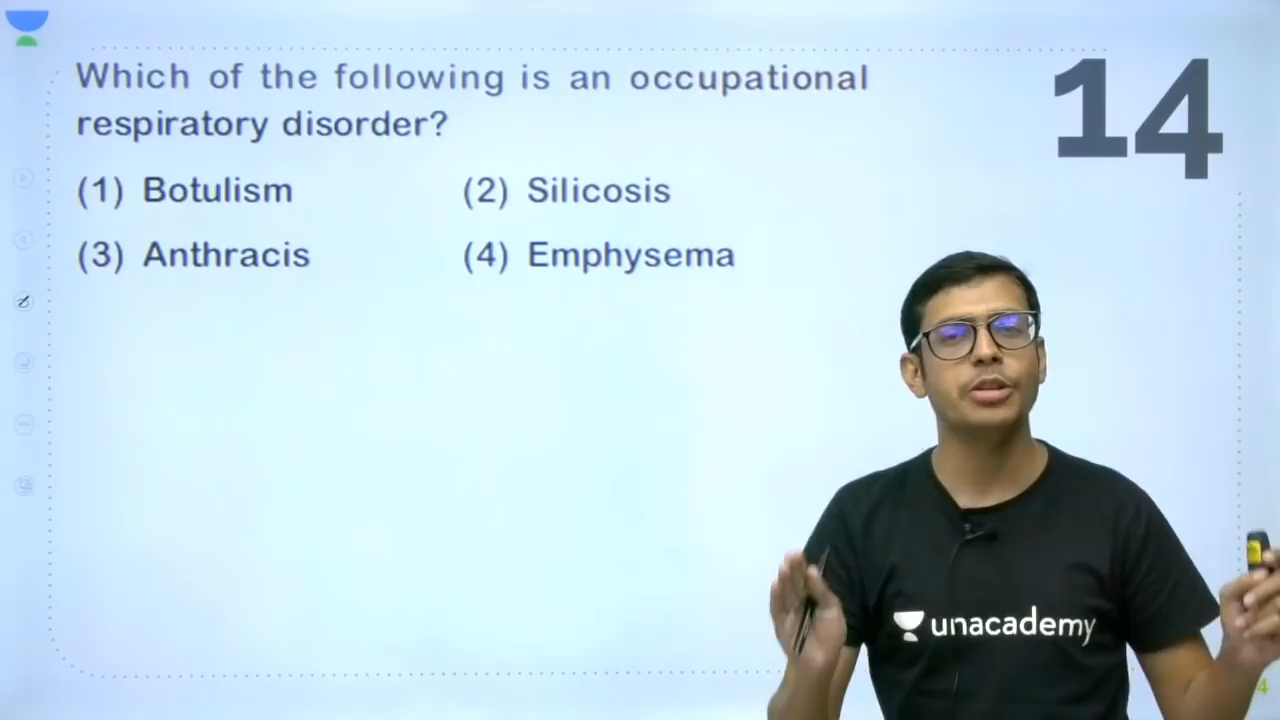 Which of the following is an occupational
respiratory disorder?
14
(1) Botulism
(2) Silicosis
(3) Anthracis
(4) Emphysema
unacademy
4